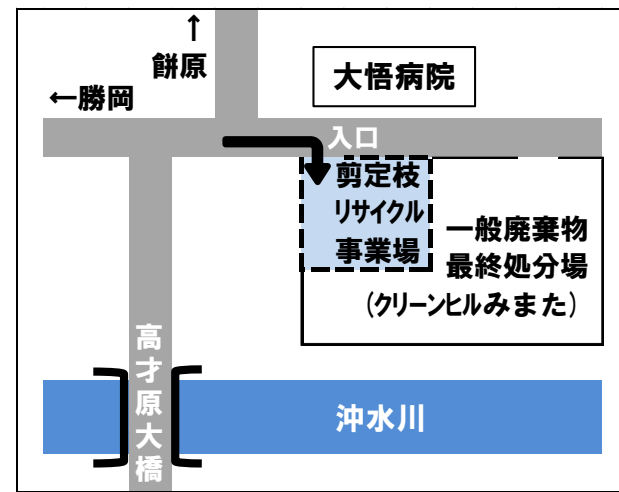 ↑
餅原
←勝岡
大悟病院
入口
剪定枝
リサイクル
事業場
一般廃棄物
最終処分場
(クリーンヒルみまた)
高才原大橋
沖水川